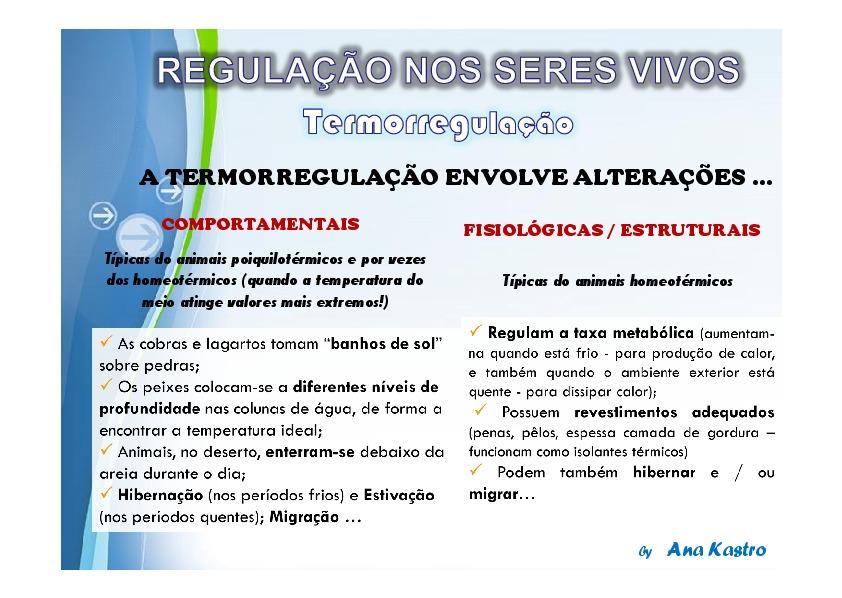 REGULAÇÃO NOS SERES VIVOS
Termorregulação
A TERMORREGULAÇÃO ENVOLVE ALTERAÇÕES ...
COMPORTAMENTAIS
Típicas do animais poiquilotérmicos e por vezes
dos homeotérmicos (quando a temperatura do
meio atinge valores mais extremos!)
✓ As cobras e lagartos tomam “banhos de sol”
sobre pedras;
✓ Os peixes colocam-se a diferentes níveis de
profundidade nas colunas de água, de forma a
encontrar a temperatura ideal;
✓ Animais, no deserto, enterram-se debaixo da
areia durante o dia;
✓ Hibernação (nos períodos frios) e Estivação
(nos periodos quentes); Migração ...
FISIOLÓGICAS / ESTRUTURAIS
Típicas do animais homeotérmicos
✓ Regulam a taxa metabólica (aumentam-
na quando está frio - para produção de calor,
e também quando o ambiente exterior está
quente - para dissipar calor);
✓ Possuem revestimentos adequados
(penas, pêlos, espessa camada de gordura –
funcionam como isolantes térmicos)
✓ Podem também hibernar e / ou
migrar...
By Ana Kastro